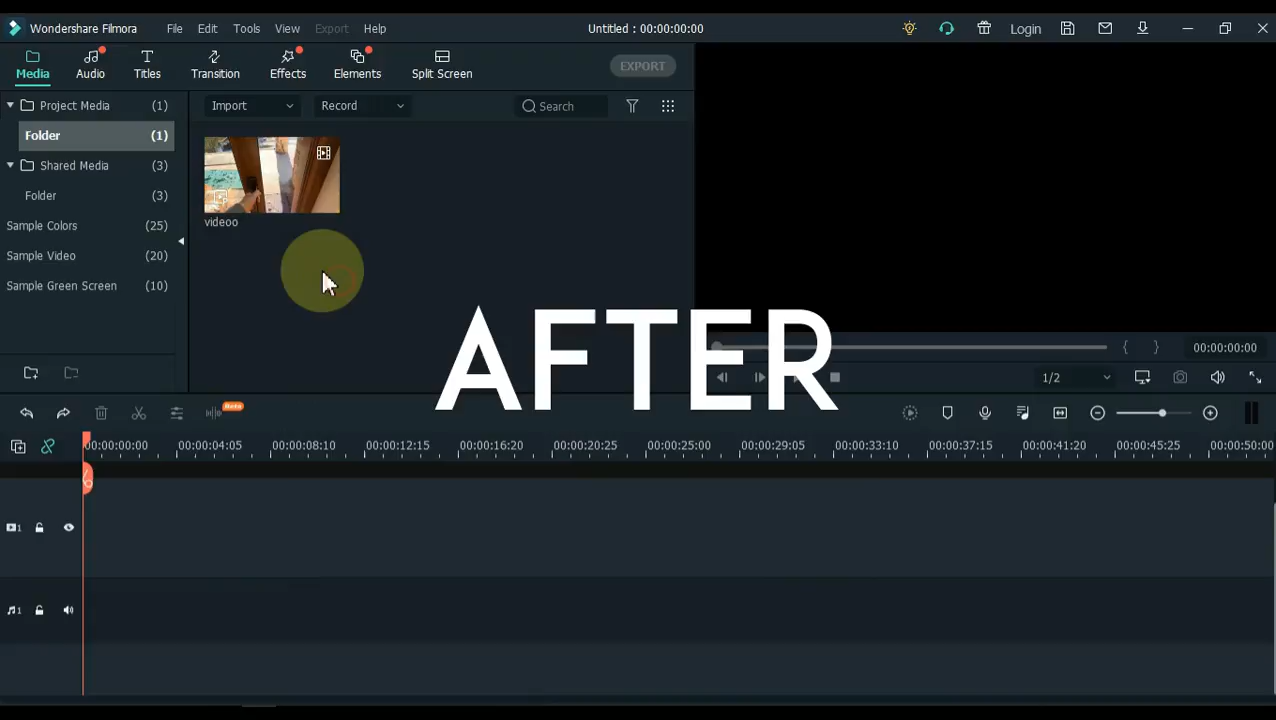 Wondershare Filmora File Edit Tools View Export Help Untitled : 00:00:00:00 Login
Media Audio Titles Transition Effects Elements Split Screen EXPORT
Project Media (1) Import Record Search
Folder (1)
Shared Media (3)
Folder (3)
videoo
Sample Colors (25)
Sample Video (20)
Sample Green Screen (10)
AFTER
00:00:00:00
1/2
Beta
00:00:00:00 00:00:04:05 00:00:08:10 00:00:12:15 00:00:16:20 00:00:20:25 00:00:25:00 00:00:29:05 00:00:33:10 00:00:37:15 00:00:41:20 00:00:45:25 00:00:50:00
1
1